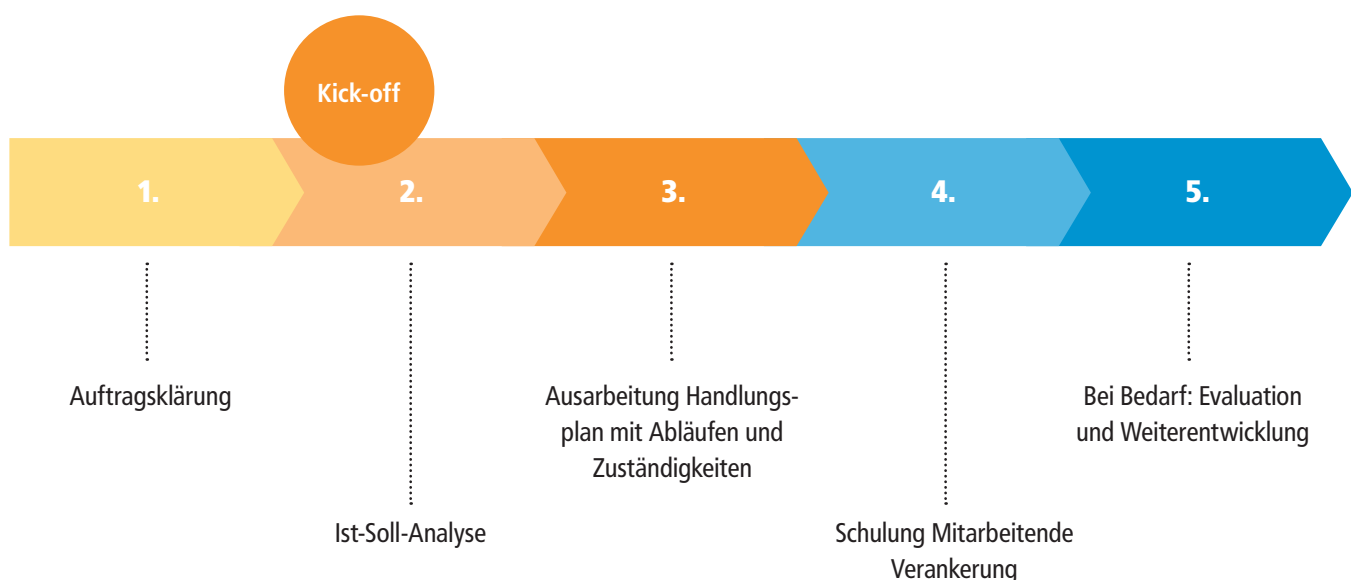 Kick-off
1.
2.
3.
4.
5.
Auftragsklärung
Ausarbeitung Handlungs-
plan mit Abläufen und
Zuständigkeiten
Bei Bedarf: Evaluation
und Weiterentwicklung
Ist-Soll-Analyse
Schulung Mitarbeitende
Verankerung